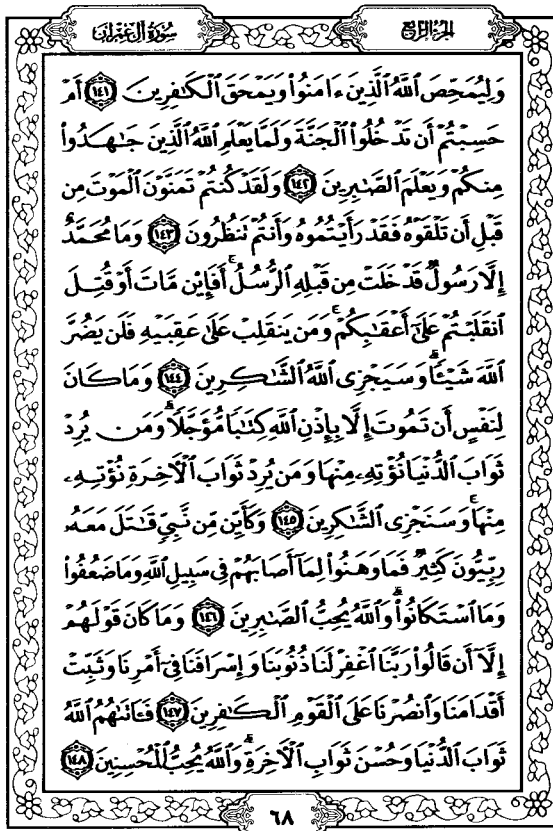 سُورَةُ آلِ عِمْرَانَ
الجزء الرابع
وَلِيُمَحِّصَ ٱللَّهُ ٱلَّذِينَ ءَامَنُوا۟ وَيَمْحَقَ ٱلْكَٰفِرِينَ ١٤١ أَمْ
حَسِبْتُمْ أَن تَدْخُلُوا۟ ٱلْجَنَّةَ وَلَمَّا يَعْلَمِ ٱللَّهُ ٱلَّذِينَ جَٰهَدُوا۟
مِنكُمْ وَيَعْلَمَ ٱلصَّٰبِرِينَ ١٤٢ وَلَقَدْ كُنتُمْ تَمَنَّوْنَ ٱلْمَوْتَ مِن
قَبْلِ أَن تَلْقَوْهُ فَقَدْ رَأَيْتُمُوهُ وَأَنتُمْ تَنظُرُونَ ١٤٣ وَمَا مُحَمَّدٌ
إِلَّا رَسُولٌ قَدْ خَلَتْ مِن قَبْلِهِ ٱلرُّسُلُ ۚ أَفَإِي۟ن مَّاتَ أَوْ قُتِلَ
ٱنقَلَبْتُمْ عَلَىٰٓ أَعْقَٰبِكُمْ ۚ وَمَن يَنقَلِبْ عَلَىٰ عَقِبَيْهِ فَلَن يَضُرَّ
ٱللَّهَ شَيْـًٔا ۗ وَسَيَجْزِى ٱللَّهُ ٱلشَّٰكِرِينَ ١٤٤ وَمَا كَانَ
لِنَفْسٍ أَن تَمُوتَ إِلَّا بِإِذْنِ ٱللَّهِ كِتَٰبًا مُّؤَجَّلًا ۗ وَمَن يُرِدْ
ثَوَابَ ٱلدُّنْيَا نُؤْتِهِۦ مِنْهَا وَمَن يُرِدْ ثَوَابَ ٱلْءَاخِرَةِ نُؤْتِهِۦ
مِنْهَا ۚ وَسَنَجْزِى ٱلشَّٰكِرِينَ ١٤٥ وَكَأَيِّن مِّن نَّبِىٍّ قَٰتَلَ مَعَهُۥ
رِبِّيُّونَ كَثِيرٌ فَمَا وَهَنُوا۟ لِمَآ أَصَابَهُمْ فِى سَبِيلِ ٱللَّهِ وَمَا ضَعُفُوا۟
وَمَا ٱسْتَكَانُوا۟ ۗ وَٱللَّهُ يُحِبُّ ٱلصَّٰبِرِينَ ١٤٦ وَمَا كَانَ قَوْلَهُمْ
إِلَّآ أَن قَالُوا۟ رَبَّنَا ٱغْفِرْ لَنَا ذُنُوبَنَا وَإِسْرَافَنَا فِىٓ أَمْرِنَا وَثَبِّتْ
أَقْدَامَنَا وَٱنصُرْنَا عَلَى ٱلْقَوْمِ ٱلْكَٰفِرِينَ ١٤٧ فَـَٔاتَىٰهُمُ ٱللَّهُ
ثَوَابَ ٱلدُّنْيَا وَحُسْنَ ثَوَابِ ٱلْءَاخِرَةِ ۗ وَٱللَّهُ يُحِبُّ ٱلْمُحْسِنِينَ ١٤٨
٦٨